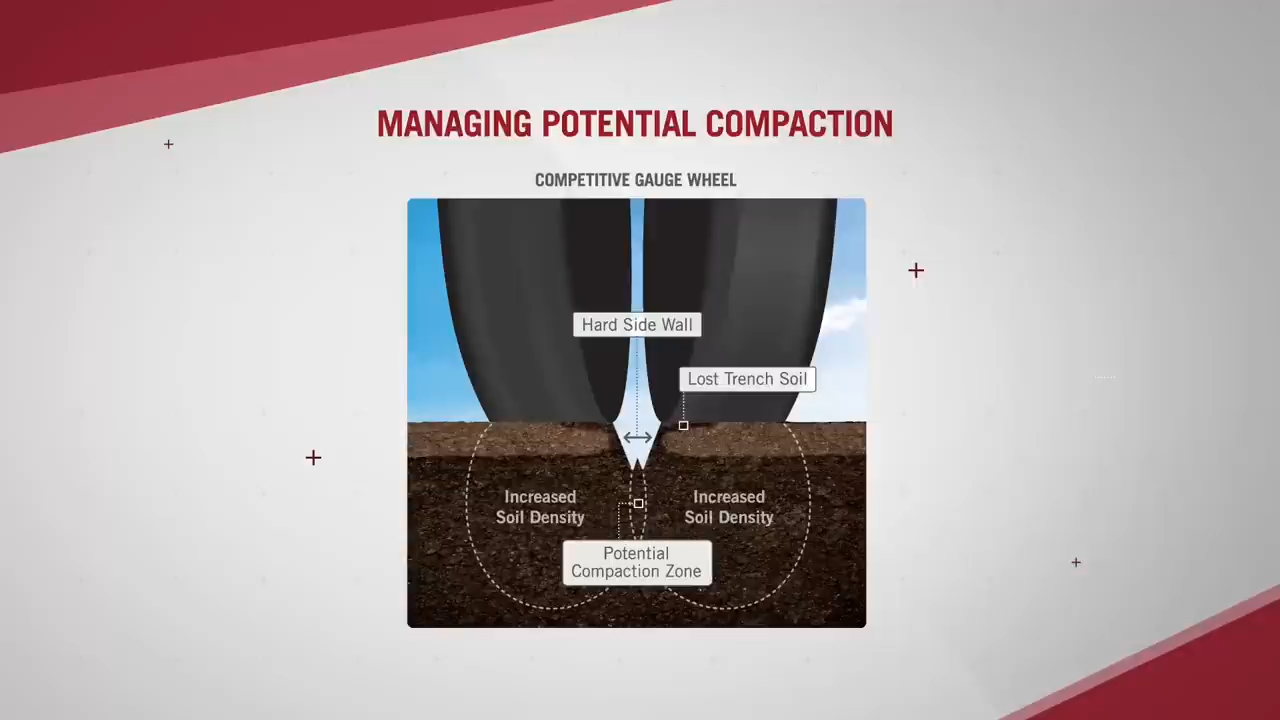 MANAGING POTENTIAL COMPACTION
COMPETITIVE GAUGE WHEEL
Hard Side Wall
Lost Trench Soil
Increased
Soil Density
Increased
Soil Density
Potential
Compaction Zone